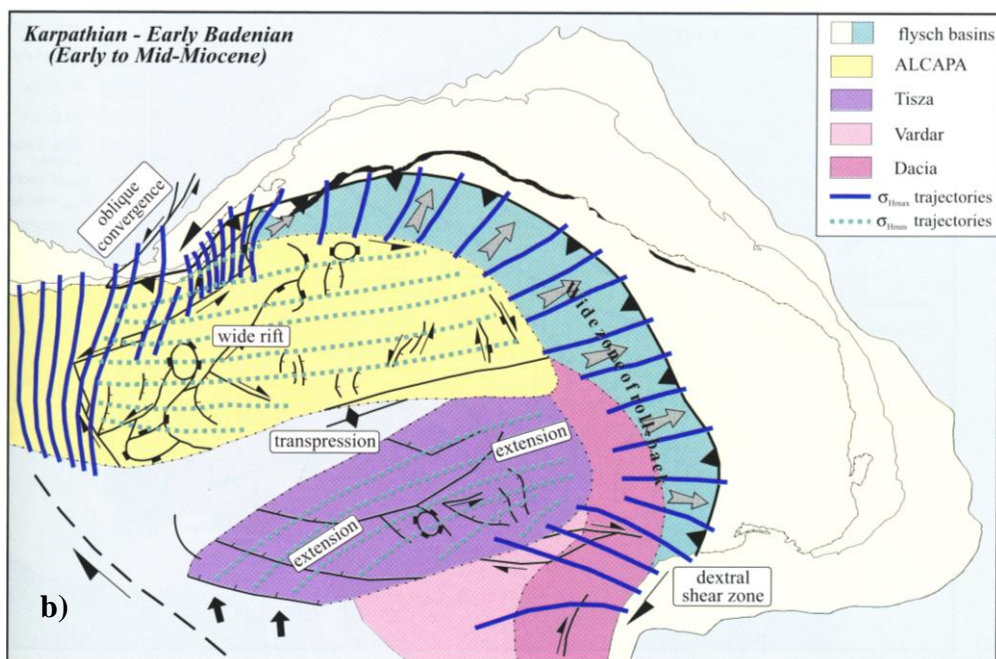 Karpathian - Early Badenian
(Early to Mid-Miocene)
flysch basins
ALCAPA
Tisza
Vardar
Dacia
σHmax trajectories
σHmin trajectories
oblique
convergence
wide rift
Wide zone of roll-back
transpression
extension
extension
dextral
shear zone
b)